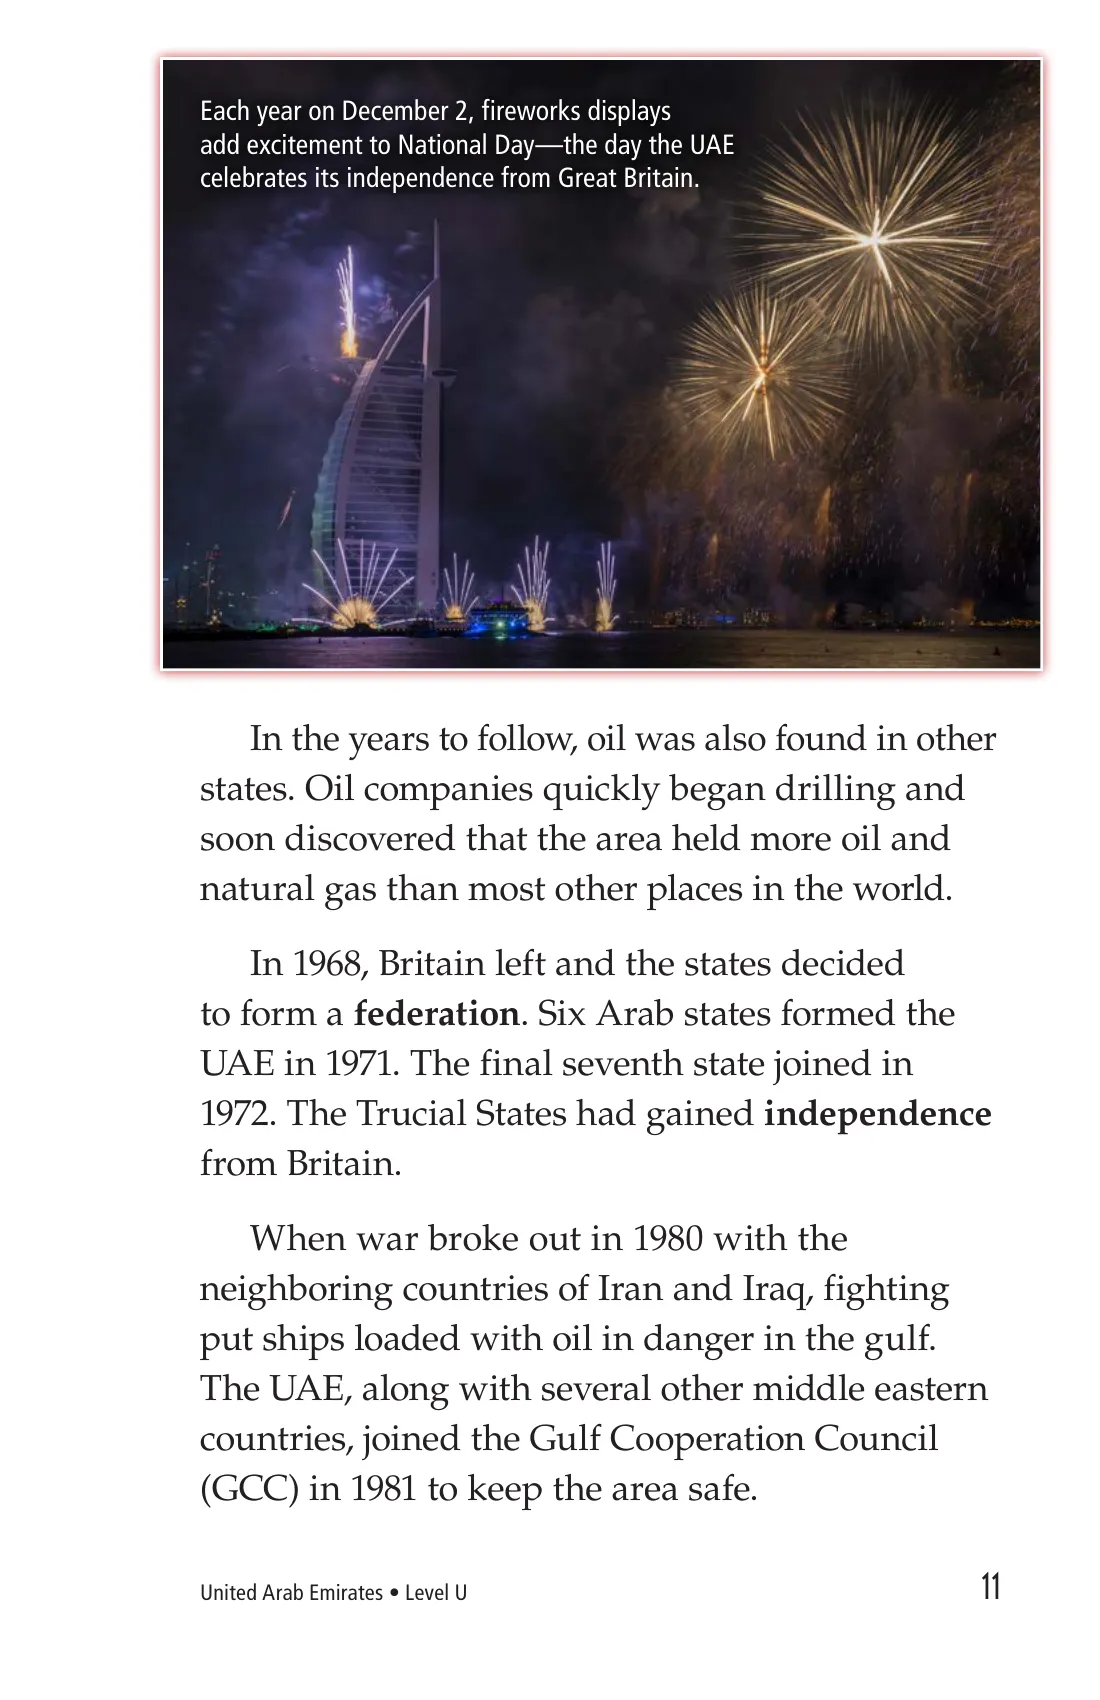 Each year on December 2, fireworks displays
add excitement to National Day—the day the UAE
celebrates its independence from Great Britain.
In the years to follow, oil was also found in other
states. Oil companies quickly began drilling and
soon discovered that the area held more oil and
natural gas than most other places in the world.
In 1968, Britain left and the states decided
to form a federation. Six Arab states formed the
UAE in 1971. The final seventh state joined in
1972. The Trucial States had gained independence
from Britain.
When war broke out in 1980 with the
neighboring countries of Iran and Iraq, fighting
put ships loaded with oil in danger in the gulf.
The UAE, along with several other middle eastern
countries, joined the Gulf Cooperation Council
(GCC) in 1981 to keep the area safe.
United Arab Emirates • Level U
11